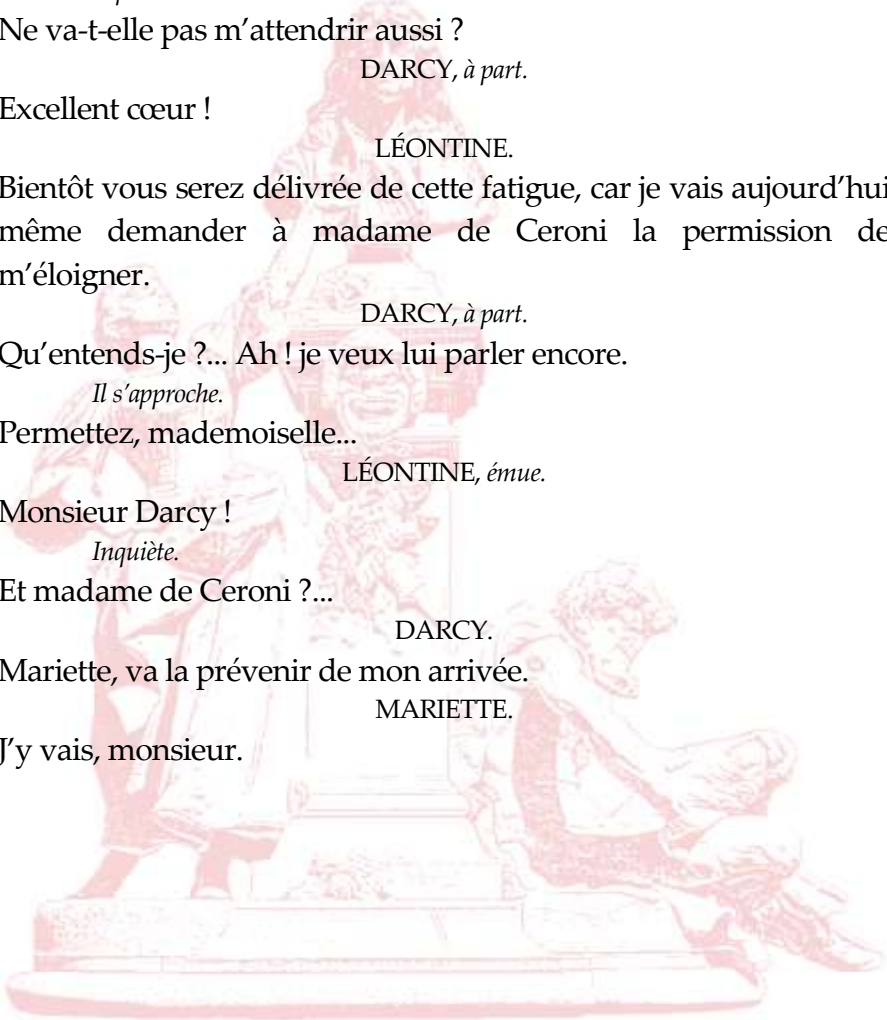 Ne va-t-elle pas m’attendrir aussi ?
DARCY, à part.
Excellent cœur !
LÉONTINE.
Bientôt vous serez délivrée de cette fatigue, car je vais aujourd’hui
même demander à madame de Ceroni la permission de
m’éloigner.
DARCY, à part.
Qu’entends-je ?... Ah ! je veux lui parler encore.
Il s’approche.
Permettez, mademoiselle...
LÉONTINE, émue.
Monsieur Darcy !
Inquiète.
Et madame de Ceroni ?...
DARCY.
Mariette, va la prévenir de mon arrivée.
MARIETTE.
J’y vais, monsieur.